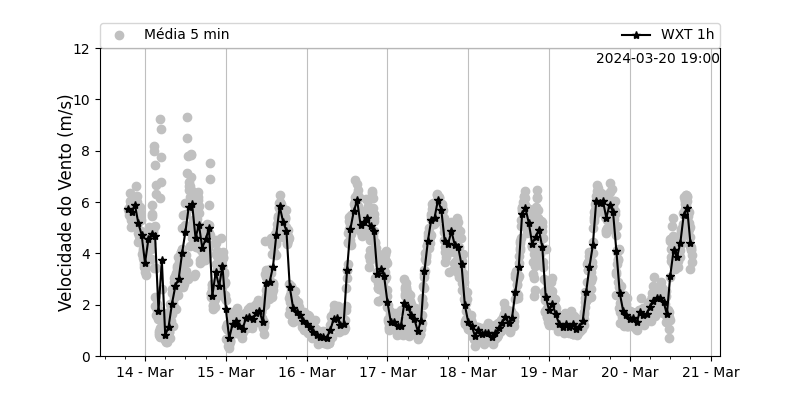 Média 5 min
WXT 1h
2024-03-20 19:00
Velocidade do Vento (m/s)
12
10
8
6
4
2
0
14 - Mar
15 - Mar
16 - Mar
17 - Mar
18 - Mar
19 - Mar
20 - Mar
21 - Mar